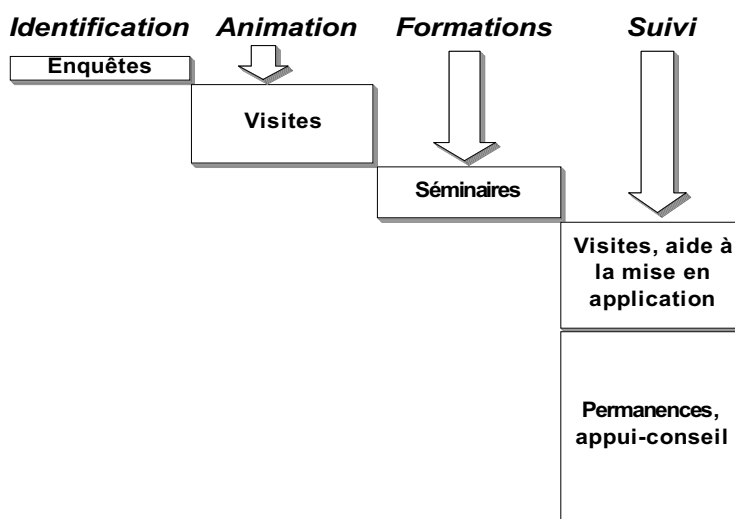 Identification Animation Formations Suivi
Enquêtes
Visites
Séminaires
Visites, aide à
la mise en
application
Permanences,
appui-conseil